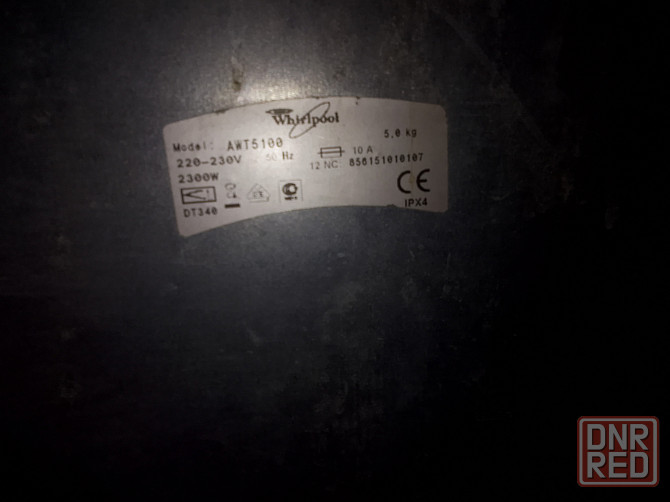 Whirlpool
Model: AWT5100 5,0 kg
220-230V 50 Hz 10 A
2300W 12 NC 856151010107
CE
DT340 IPX4
DNR
RED